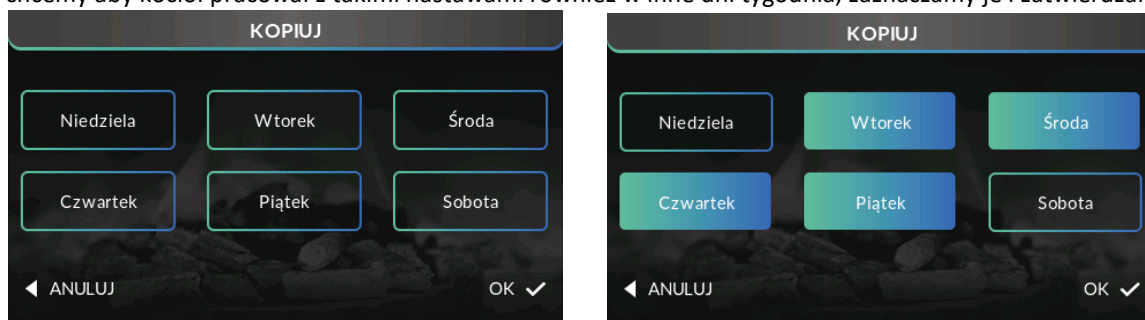 chcemy aby kocioł pracował z takimi nastawami również w inne dni tygodnia, zaznaczamy je i
KOPIUJ
Niedziela Wtorek Środa
Czwartek Piątek Sobota
ANULUJ OK
KOPIUJ
Niedziela Wtorek Środa
Czwartek Piątek Sobota
ANULUJ OK